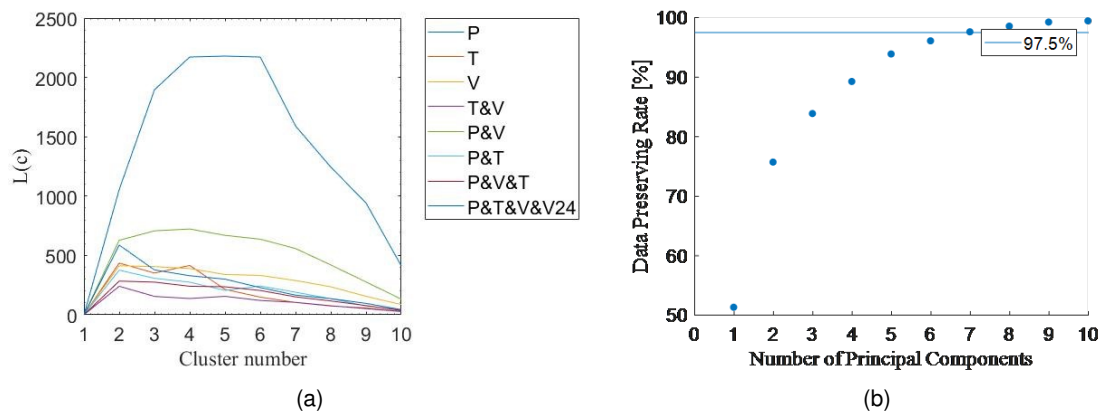 2500
2000
1500
1000
500
0
L(c)
1 2 3 4 5 6 7 8 9 10
Cluster number
P
T
V
T&V
P&V
P&T
P&V&T
P&T&V&V24
(a)
100
90
80
70
60
50
Data Preserving Rate [%]
97.5%
0 1 2 3 4 5 6 7 8 9 10
Number of Principal Components
(b)